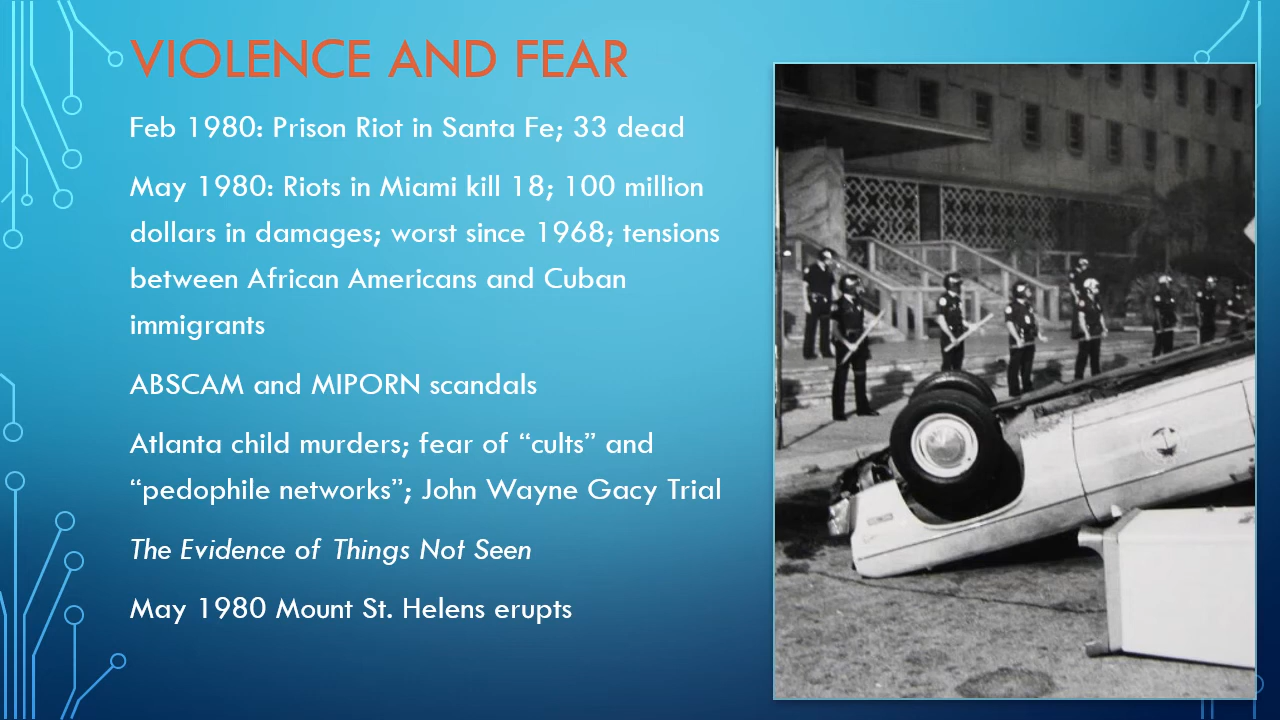 VIOLENCE AND FEAR
Feb 1980: Prison Riot in Santa Fe; 33 dead
May 1980: Riots in Miami kill 18; 100 million
dollars in damages; worst since 1968; tensions
between African Americans and Cuban
immigrants
ABSCAM and MIPORN scandals
Atlanta child murders; fear of “cults” and
“pedophile networks”; John Wayne Gacy Trial
The Evidence of Things Not Seen
May 1980 Mount St. Helens erupts